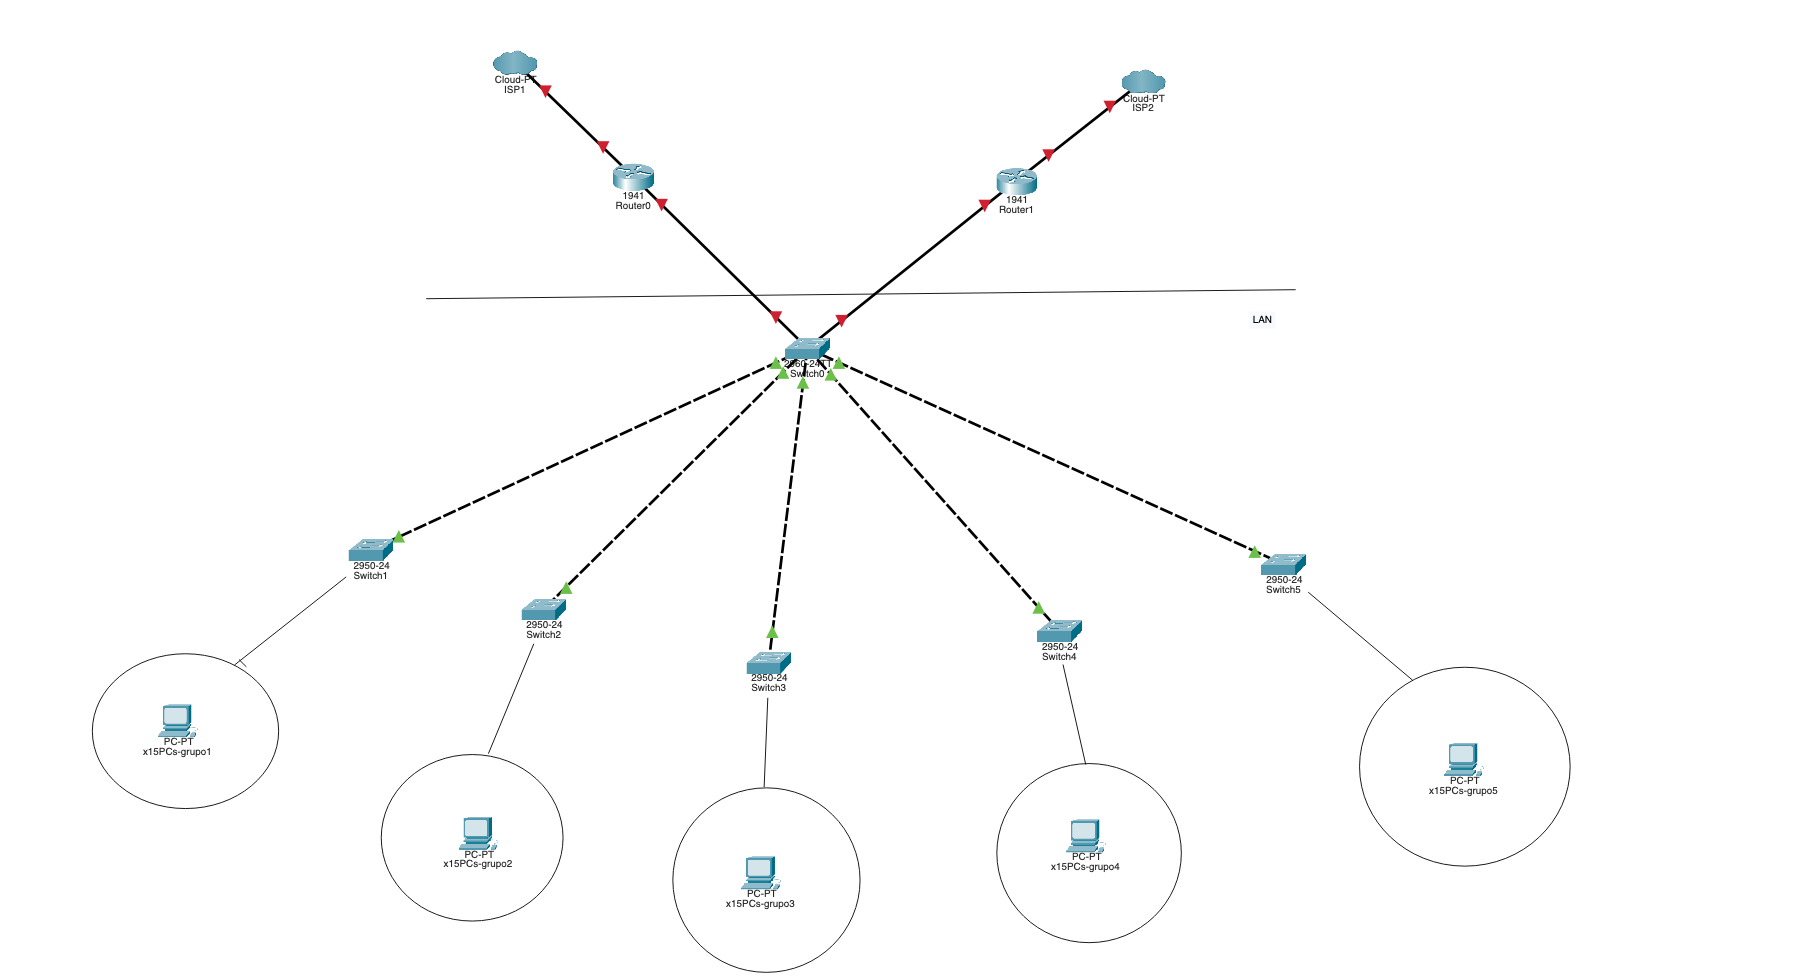 Cloud-PT
ISP1
Cloud-PT
ISP2
1941
Router0
1941
Router1
LAN
2960-24TT
Switch0
2950-24
Switch1
2950-24
Switch2
2950-24
Switch3
2950-24
Switch4
2950-24
Switch5
PC-PT
x15PCs-grupo1
PC-PT
x15PCs-grupo2
PC-PT
x15PCs-grupo3
PC-PT
x15PCs-grupo4
PC-PT
x15PCs-grupo5